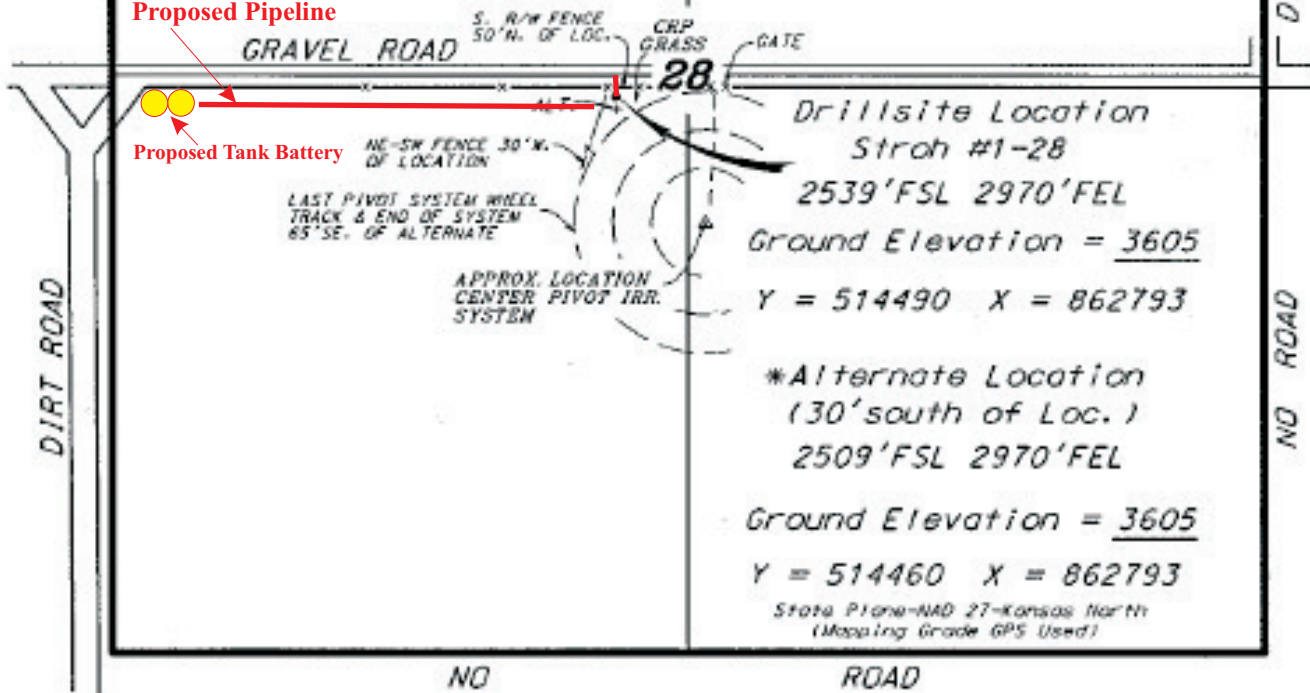 Proposed Pipeline
S. R/W FENCE
50'N. OF LOC.
CRP
GRASS
GATE
D
GRAVEL ROAD
28
ALT.
Proposed Tank Battery
NE-SW FENCE 30'W.
OF LOCATION
LAST PIVOT SYSTEM WHEEL
TRACK & END OF SYSTEM
65'SE. OF ALTERNATE
APPROX. LOCATION
CENTER PIVOT IRR.
SYSTEM
DIRT ROAD
Drillsite Location
Stroh #1-28
2539'FSL 2970'FEL
Ground Elevation = 3605
Y = 514490 X = 862793
*Alternate Location
(30'south of Loc.)
2509'FSL 2970'FEL
Ground Elevation = 3605
Y = 514460 X = 862793
State Plane-NAD 27-Kansas North
(Mapping Grade GPS Used)
NO ROAD
NO ROAD